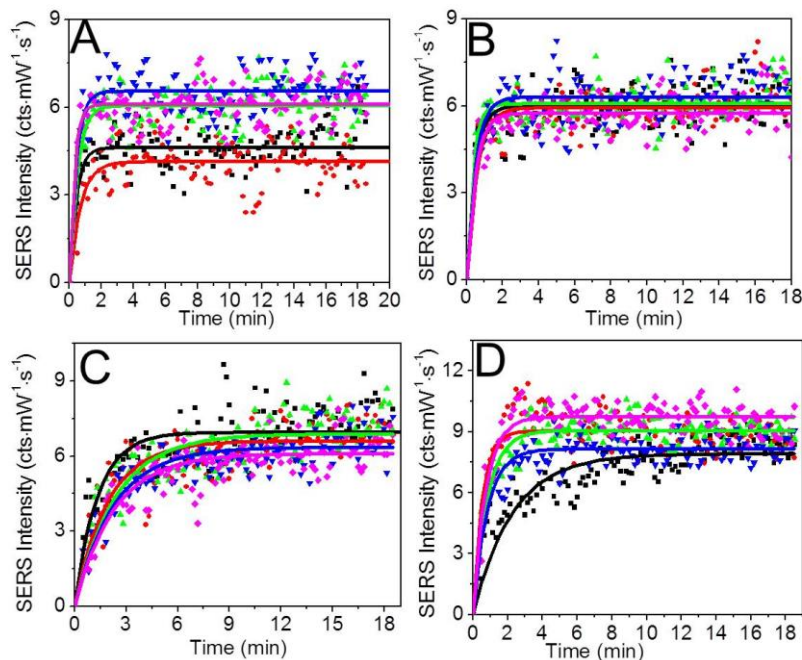 A
SERS Intensity (cts·mW⁻¹·s⁻¹)
9
6
3
0
0 2 4 6 8 10 12 14 16 18 20
Time (min)
B
SERS Intensity (cts·mW⁻¹·s⁻¹)
9
6
3
0
0 2 4 6 8 10 12 14 16 18
Time (min)
C
SERS Intensity (cts·mW⁻¹·s⁻¹)
9
6
3
0
0 3 6 9 12 15 18
Time (min)
D
SERS Intensity (cts·mW⁻¹·s⁻¹)
12
9
6
3
0
0 2 4 6 8 10 12 14 16 18
Time (min)